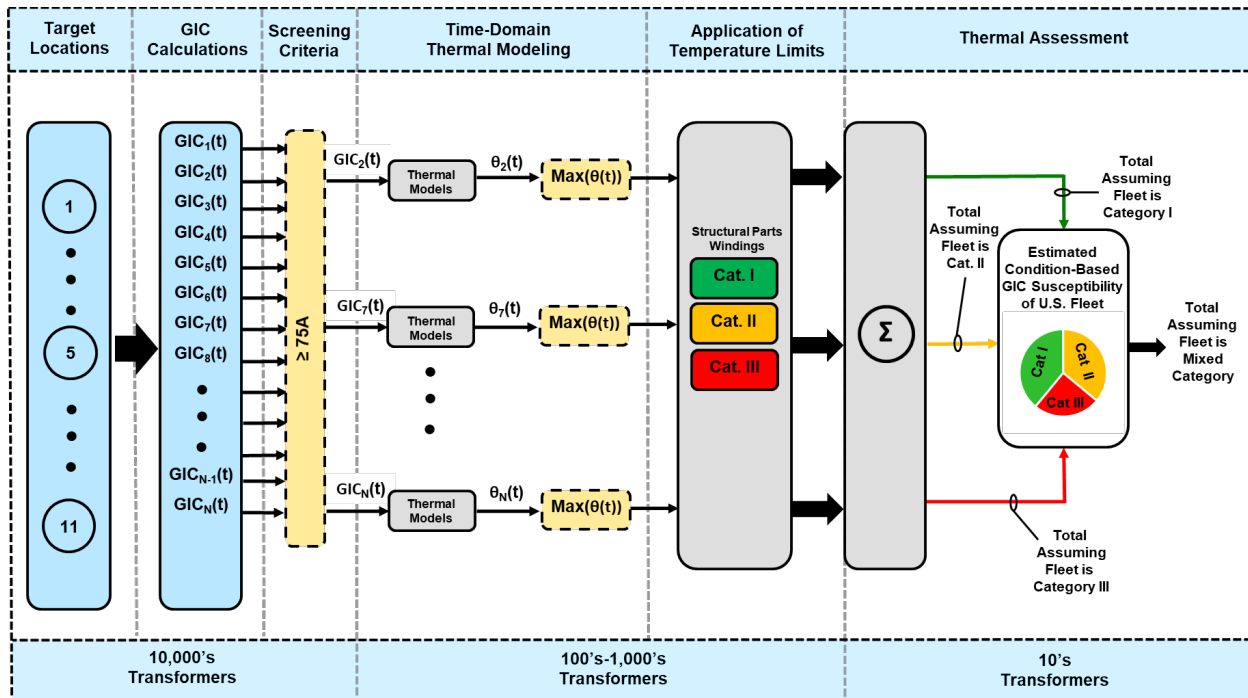 Target
Locations
GIC
Calculations
Screening
Criteria
Time-Domain
Thermal Modeling
Application of
Temperature Limits
Thermal Assessment
1
5
11
GIC₁(t)
GIC₂(t)
GIC₃(t)
GIC₄(t)
GIC₅(t)
GIC₆(t)
GIC₇(t)
GIC₈(t)
GIC_N-1(t)
GIC_N(t)
≥ 75A
GIC₂(t)
Thermal
Models
θ₂(t)
Max(θ(t))
GIC₇(t)
Thermal
Models
θ₇(t)
Max(θ(t))
GIC_N(t)
Thermal
Models
θ_N(t)
Max(θ(t))
Structural Parts
Windings
Cat. I
Cat. II
Cat. III
Σ
Total
Assuming
Fleet is
Cat. II
Total
Assuming
Fleet is
Category I
Estimated
Condition-Based
GIC Susceptibility
of U.S. Fleet
Cat I
Cat II
Cat III
Total
Assuming
Fleet is
Mixed
Category
Total
Assuming
Fleet is
Category III
10,000's
Transformers
100's-1,000's
Transformers
10's
Transformers